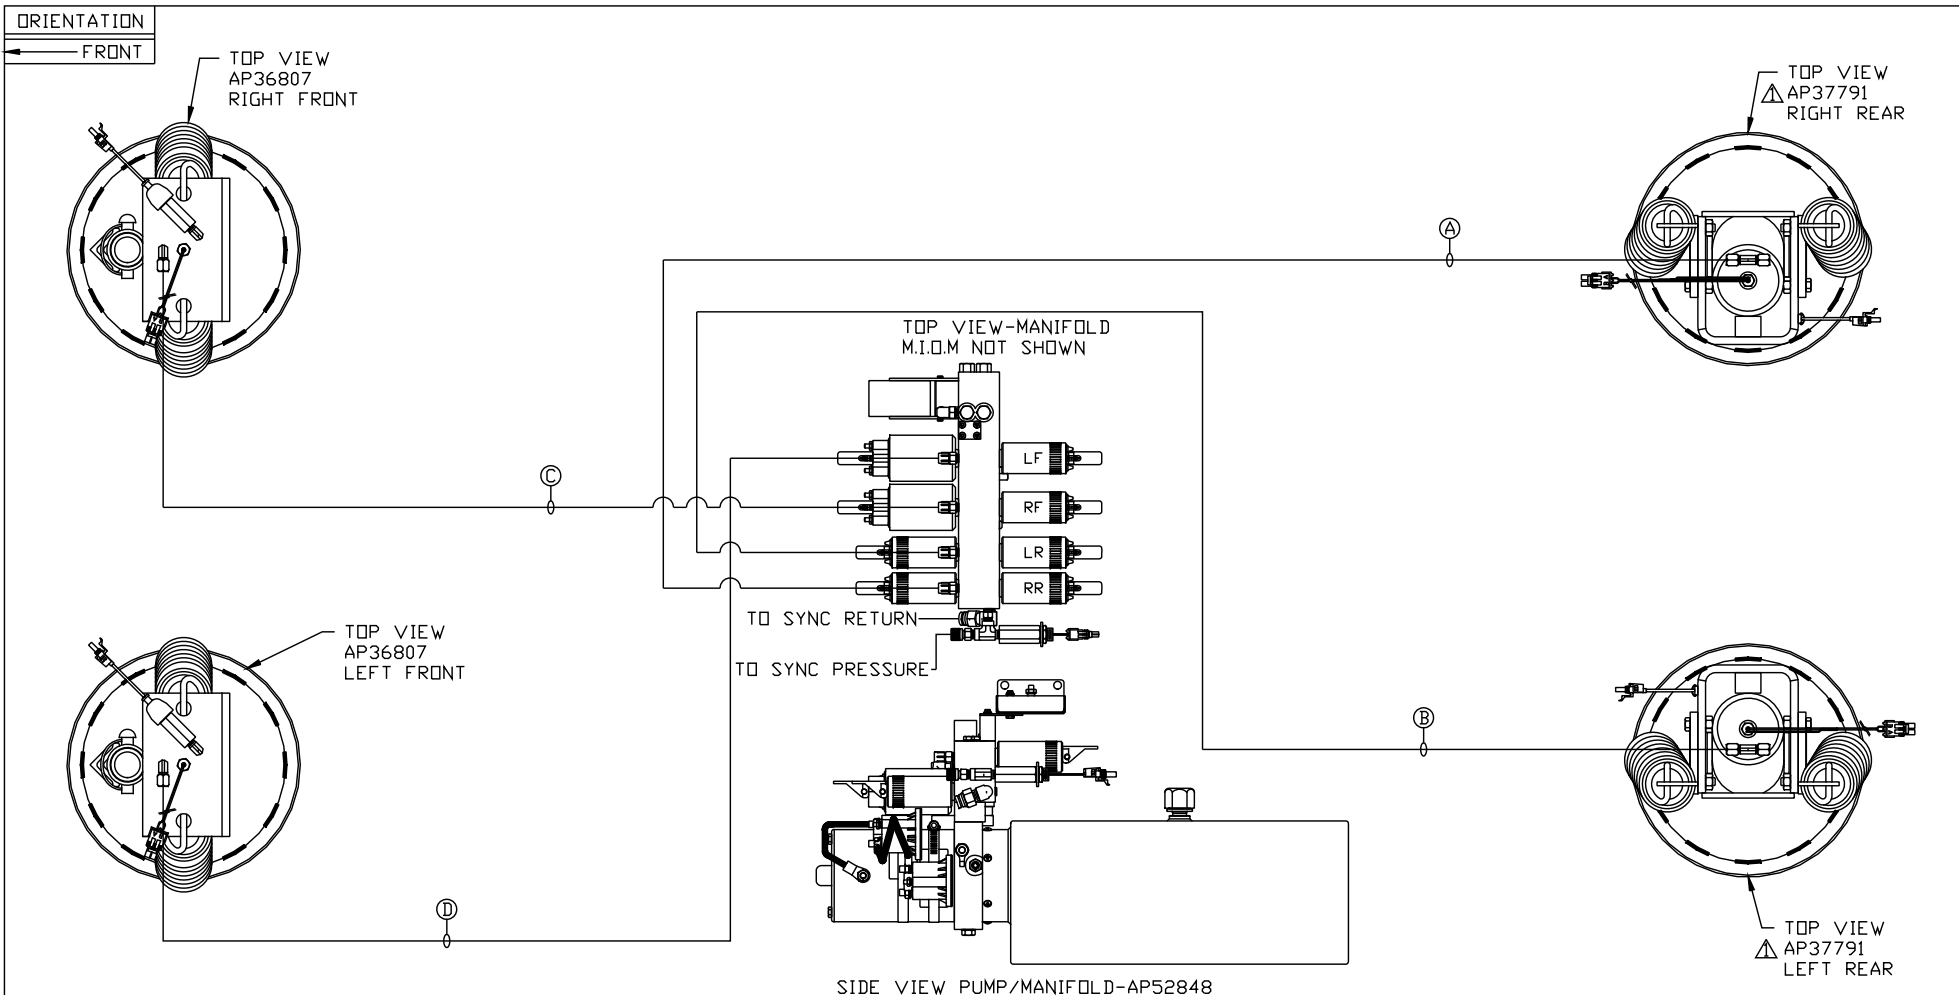 ORIENTATION
FRONT
TOP VIEW
AP36807
RIGHT FRONT
TOP VIEW
1 AP37791
RIGHT REAR
A
TOP VIEW-MANIFOLD
M.I.O.M NOT SHOWN
LF
C
RF
LR
RR
TO SYNC RETURN
TO SYNC PRESSURE
TOP VIEW
AP36807
LEFT FRONT
B
D
TOP VIEW
1 AP37791
LEFT REAR
SIDE VIEW PUMP/MANIFOLD-AP52848